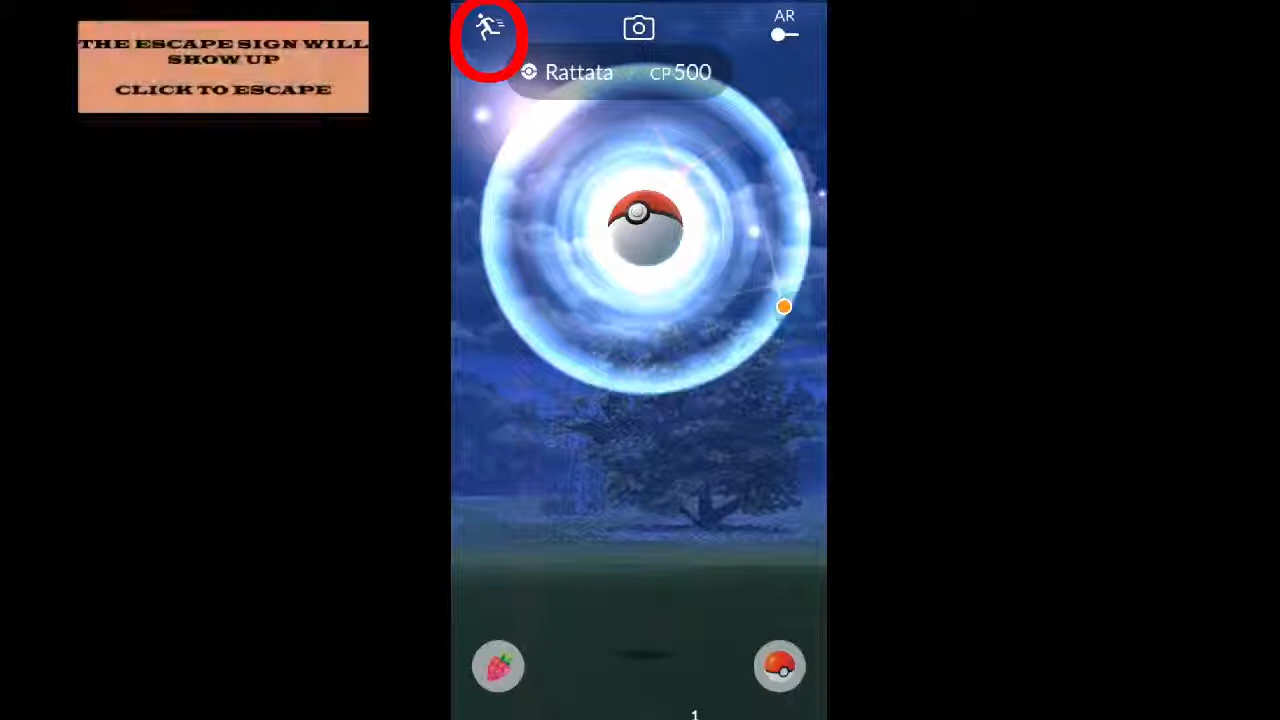 THE ESCAPE SIGN WILL
SHOW UP
CLICK TO ESCAPE
AR
Rattata CP500
1